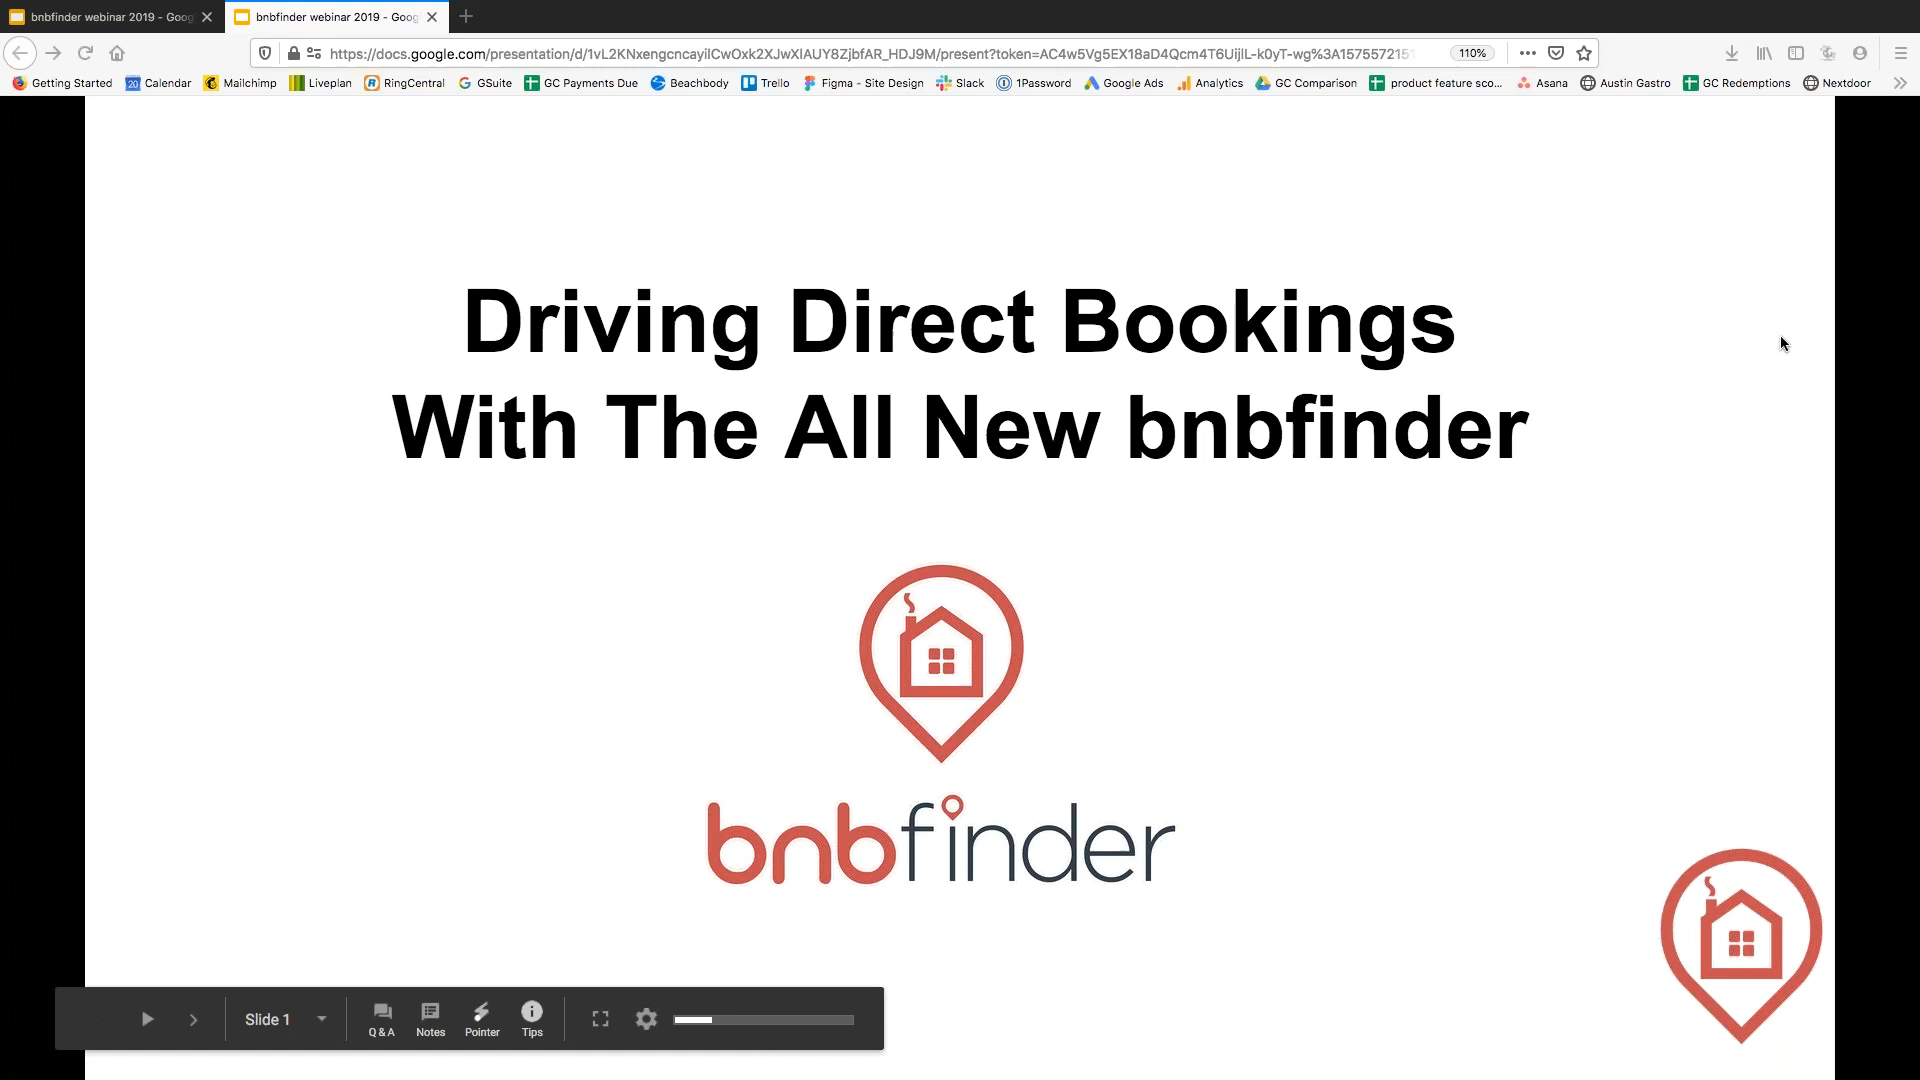 bnbfinder webinar 2019 - Goog
bnbfinder webinar 2019 - Goog
https://docs.google.com/presentation/d/1vL2KNxengcncayilCwOxk2XJwXlAUY8ZjbfAR_HDJ9M/present?token=AC4w5Vg5EX18aD4Qcm4T6UijlL-k0yT-wg%3A1575572151
110%
Getting Started
20
Calendar
Mailchimp
Liveplan
RingCentral
GSuite
GC Payments Due
Beachbody
Trello
Figma - Site Design
Slack
1Password
Google Ads
Analytics
GC Comparison
product feature sco...
Asana
Austin Gastro
GC Redemptions
Nextdoor
Driving Direct Bookings
With The All New bnbfinder
bnbfinder
Slide 1
Q & A
Notes
Pointer
Tips